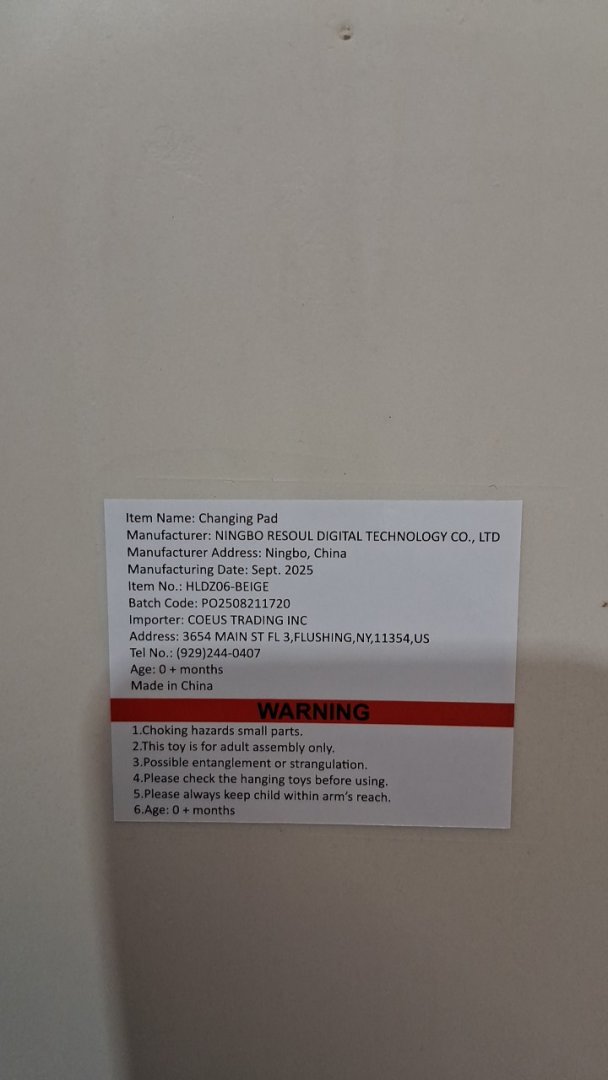 Item Name: Changing Pad
Manufacturer: NINGBO RESOUL DIGITAL TECHNOLOGY CO., LTD
Manufacturer Address: Ningbo, China
Manufacturing Date: Sept. 2025
Item No.: HLDZ06-BEIGE
Batch Code: PO2508211720
Importer: COEUS TRADING INC
Address: 3654 MAIN ST FL 3,FLUSHING,NY,11354,US
Tel No.: (929)244-0407
Age: 0 + months
Made in China
WARNING
1.Choking hazards small parts.
2.This toy is for adult assembly only.
3.Possible entanglement or strangulation.
4.Please check the hanging toys before using.
5.Please always keep child within arm's reach.
6.Age: 0 + months